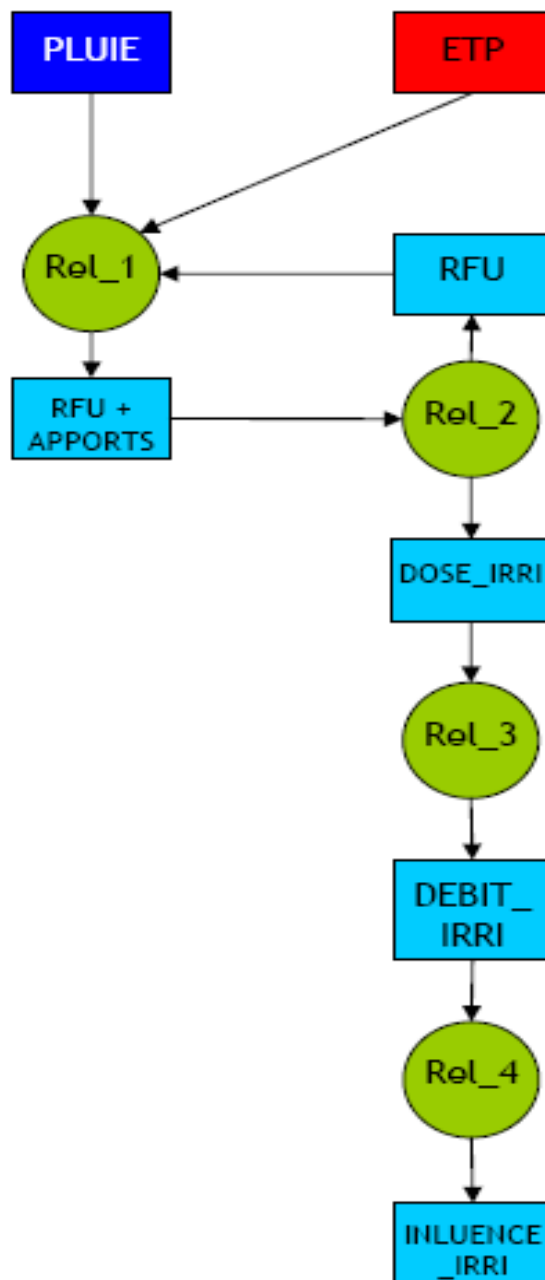 PLUIE
ETP
Rel_1
RFU
RFU +
APPORTS
Rel_2
DOSE_IRRI
Rel_3
DEBIT_
IRRI
Rel_4
INLUENCE
_IRRI